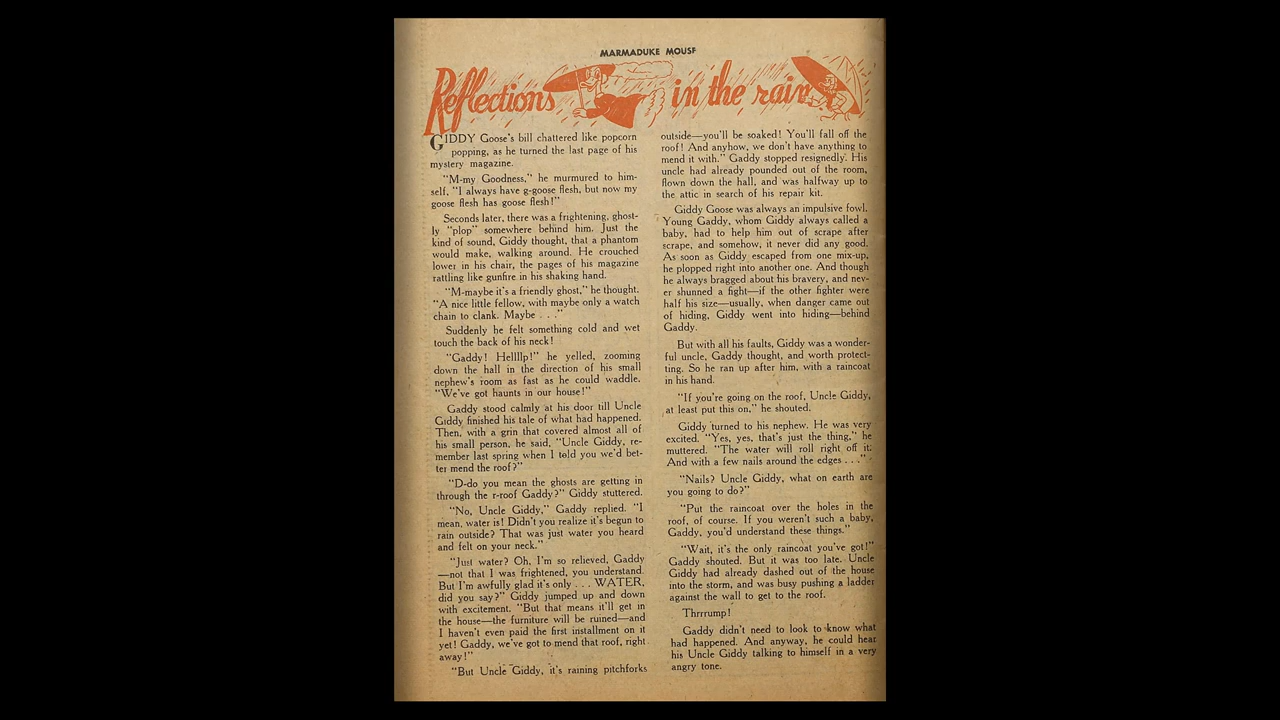 MARMADUKE MOUSE
Reflections in the rain
GIDDY Goose's bill chattered like popcorn
popping, as he turned the last page of his
mystery magazine.
"M-my Goodness," he murmured to him-
self, "I always have g-goose flesh, but now my
goose flesh has goose flesh!"
Seconds later, there was a frightening, ghost-
ly "plop" somewhere behind him. Just the
kind of sound, Giddy thought, that a phantom
would make, walking around. He crouched
lower in his chair, the pages of his magazine
rattling like gunfire in his shaking hand.
"M-maybe it's a friendly ghost," he thought.
"A nice little fellow, with maybe only a watch
chain to clank. Maybe . . ."
Suddenly he felt something cold and wet
touch the back of his neck!
"Gaddy! Hellllp!" he yelled, zooming
down the hall in the direction of his small
nephew's room as fast as he could waddle.
"We've got haunts in our house!"
Gaddy stood calmly at his door till Uncle
Giddy finished his tale of what had happened.
Then, with a grin that covered almost all of
his small person, he said, "Uncle Giddy, re-
member last spring when I told you we'd bet-
ter mend the roof?"
"D-do you mean the ghosts are getting in
through the r-roof Gaddy?" Giddy stuttered.
"No, Uncle Giddy," Gaddy replied. "I
mean, water is! Didn't you realize it's begun to
rain outside? That was just water you heard
and felt on your neck."
"Just water? Oh, I'm so relieved, Gaddy
—not that I was frightened, you understand.
But I'm awfully glad it's only . . . WATER,
did you say?" Giddy jumped up and down
with excitement. "But that means it'll get in
the house—the furniture will be ruined—and
I haven't even paid the first installment on it
yet! Gaddy, we've got to mend that roof, right
away!"
"But Uncle Giddy, it's raining pitchforks
outside—you'll be soaked! You'll fall off the
roof! And anyhow, we don't have anything to
mend it with." Gaddy stopped resignedly. His
uncle had already pounded out of the room,
flown down the hall, and was halfway up to
the attic in search of his repair kit.
Giddy Goose was always an impulsive fowl.
Young Gaddy, whom Giddy always called a
baby, had to help him out of scrape after
scrape, and somehow, it never did any good.
As soon as Giddy escaped from one mix-up,
he plopped right into another one. And though
he always bragged about his bravery, and nev-
er shunned a fight—if the other fighter were
half his size—usually, when danger came out
of hiding, Giddy went into hiding—behind
Gaddy.
But with all his faults, Giddy was a wonder-
ful uncle, Gaddy thought, and worth protect-
ting. So he ran up after him, with a raincoat
in his hand.
"If you're going on the roof, Uncle Giddy,
at least put this on," he shouted.
Giddy turned to his nephew. He was very
excited. "Yes, yes, that's just the thing," he
muttered. "The water will roll right off it.
And with a few nails around the edges . . ."
"Nails? Uncle Giddy, what on earth are
you going to do?"
"Put the raincoat over the holes in the
roof, of course. If you weren't such a baby,
Gaddy, you'd understand these things."
"Wait, it's the only raincoat you've got!"
Gaddy shouted. But it was too late. Uncle
Giddy had already dashed out of the house
into the storm, and was busy pushing a ladder
against the wall to get to the roof.
Thrrrump!
Gaddy didn't need to look to know what
had happened. And anyway, he could hear
his Uncle Giddy talking to himself in a very
angry tone.